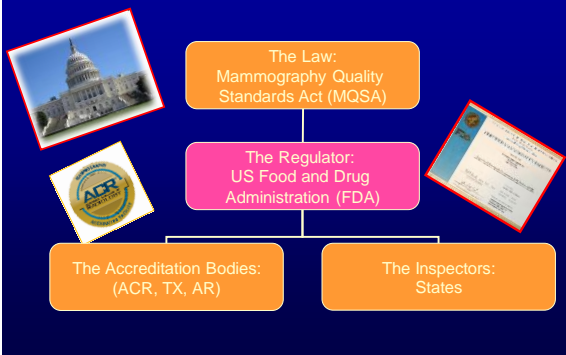 The Law:
Mammography Quality
Standards Act (MQSA)
The Regulator:
US Food and Drug
Administration (FDA)
ACR
The Accreditation Bodies:
(ACR, TX, AR)
The Inspectors:
States